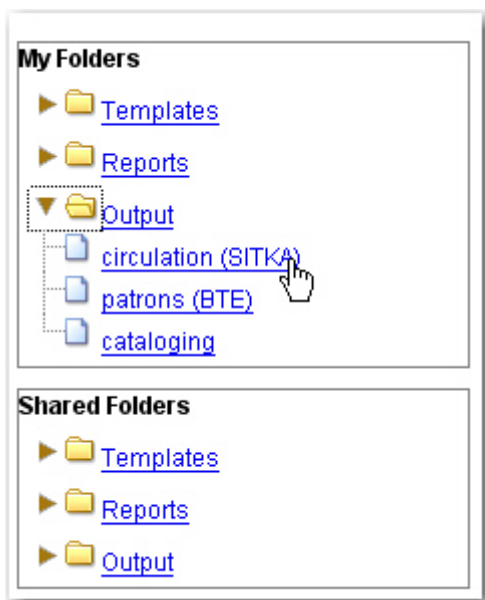 My Folders
Templates
Reports
Output
circulation (SITKA)
patrons (BTE)
cataloging
Shared Folders
Templates
Reports
Output